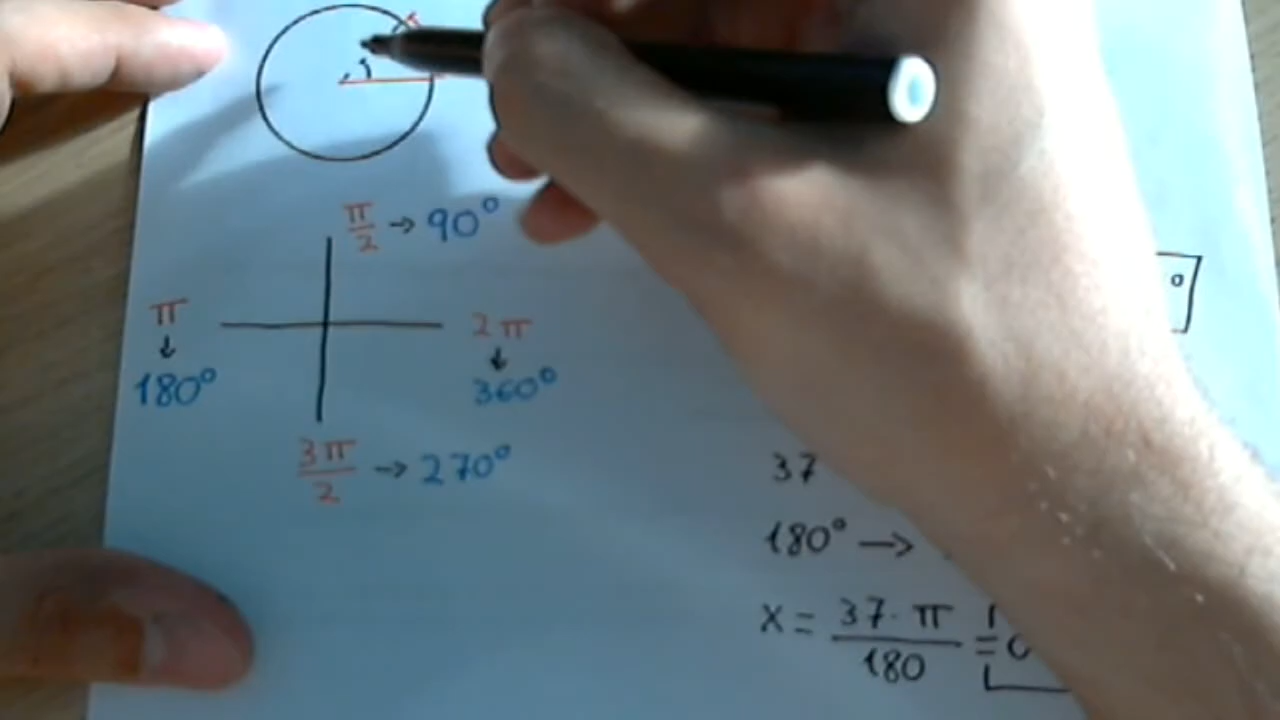 π/2 → 90°
π
↓
180°
2π
↓
360°
3π/2 → 270°
37
180° →
x = 37·π/180 =